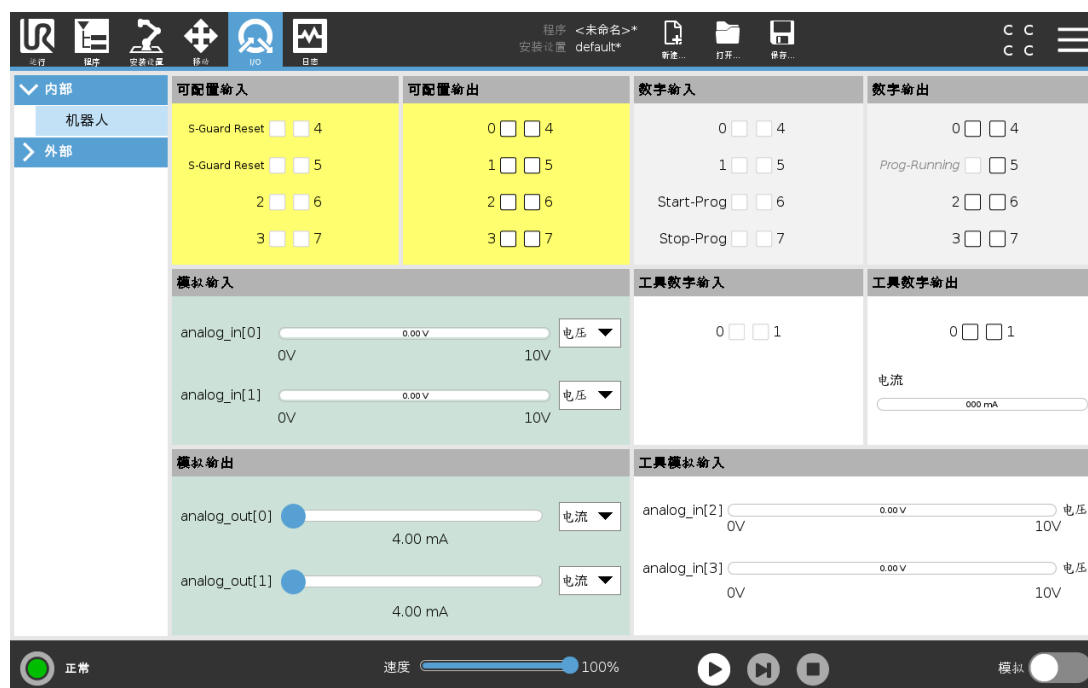 UR
运行
程序
安装设置
移动
I/O
日志
程序 <未命名>*
安装设置 default*
新建...
打开...
保存...
C C
C C
内部
机器人
外部
可配置输入
S-Guard Reset 4
S-Guard Reset 5
2 6
3 7
可配置输出
0 4
1 5
2 6
3 7
数字输入
0 4
1 5
Start-Prog 6
Stop-Prog 7
数字输出
0 4
Prog-Running 5
2 6
3 7
模拟输入
analog_in[0] 0.00 V 电压
0V 10V
analog_in[1] 0.00 V 电压
0V 10V
工具数字输入
0 1
工具数字输出
0 1
电流
000 mA
模拟输出
analog_out[0] 电流
4.00 mA
analog_out[1] 电流
4.00 mA
工具模拟输入
analog_in[2] 0.00 V 电压
0V 10V
analog_in[3] 0.00 V 电压
0V 10V
正常
速度 100%
模拟